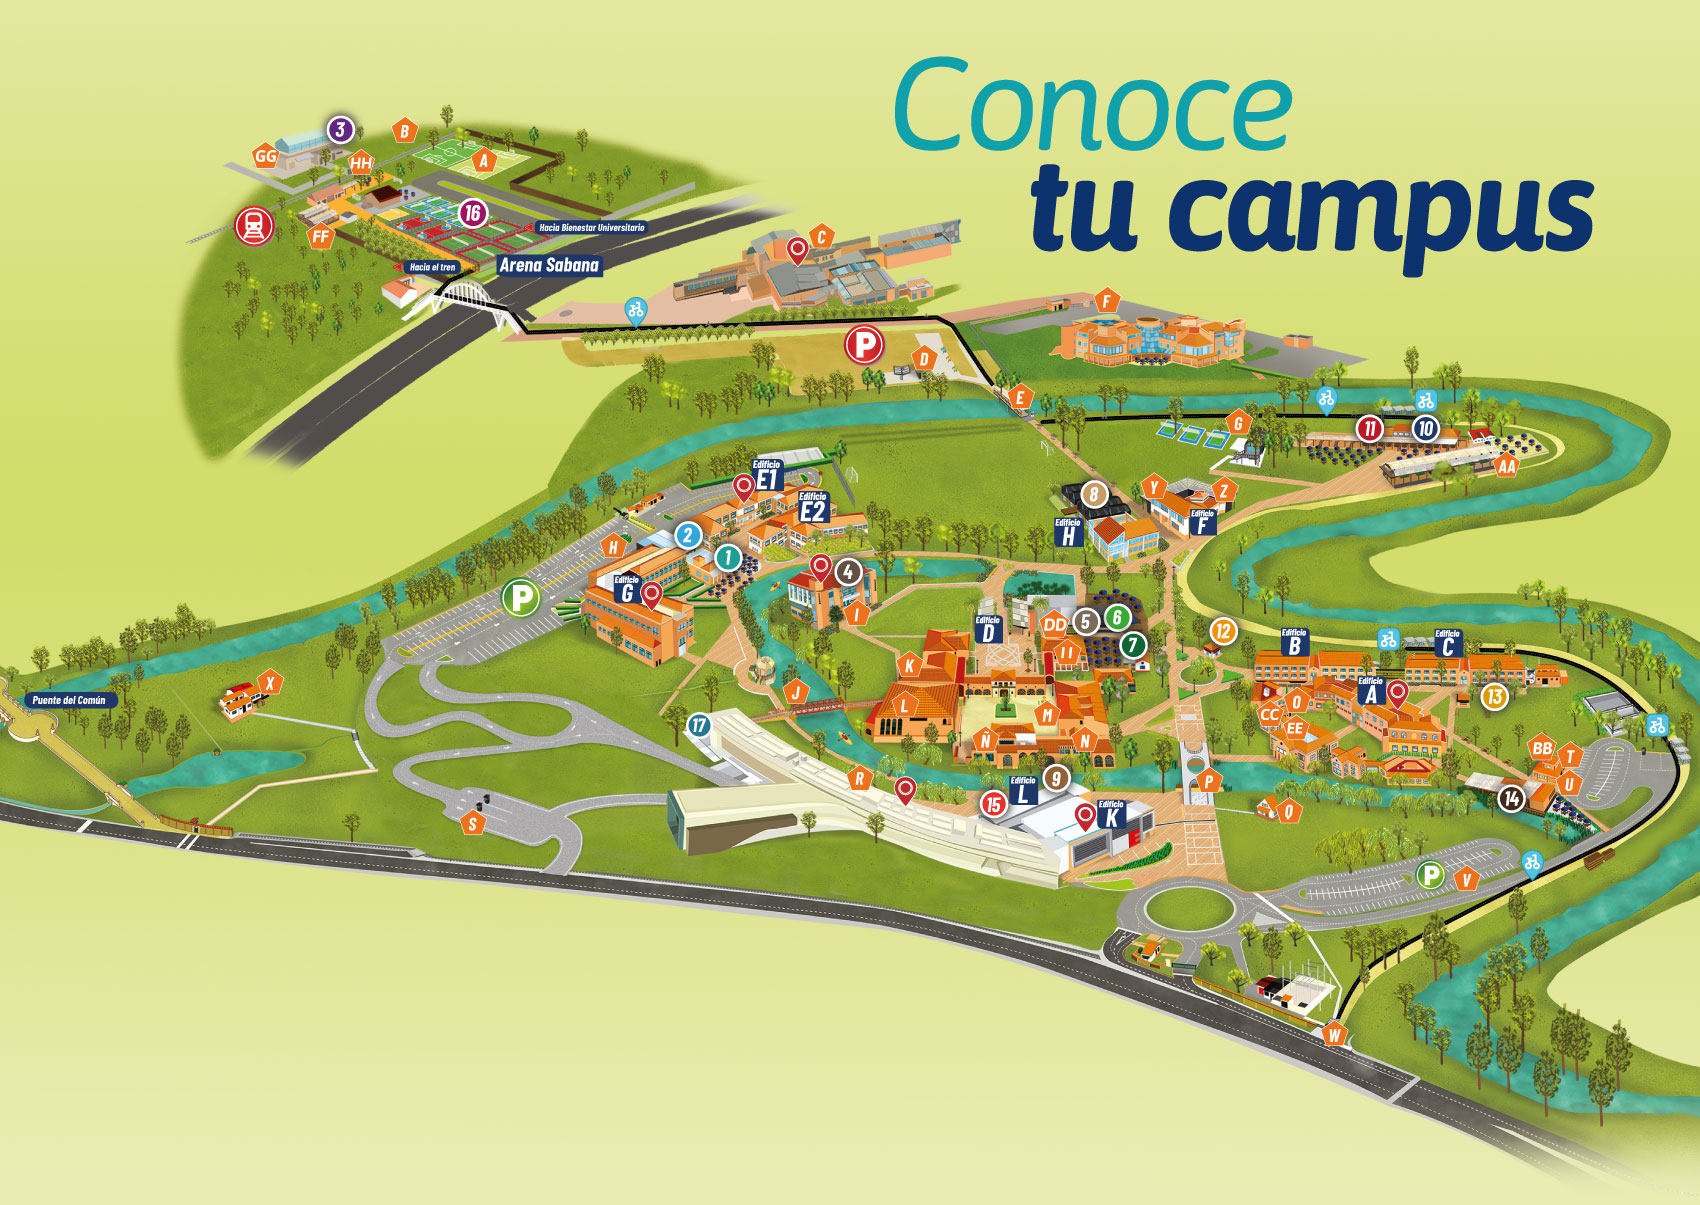 Conoce
tu campus
3
B
GG
HH
A
16
FF
Hacia Bienestar Universitario
Hacia el tren
Arena Sabana
C
F
P
D
E
G
11
10
AA
Edificio
E1
Edificio
E2
8
Y
Z
Edificio
H
Edificio
F
2
1
H
4
Edificio
G
P
I
Edificio
D
DD
5
6
7
II
12
Edificio
B
Edificio
C
K
J
L
M
Ñ
N
Edificio
A
O
CC
EE
13
X
Puente del Común
17
R
P
BB
T
U
14
15
Edificio
L
9
Edificio
K
E
Q
S
P
V
W